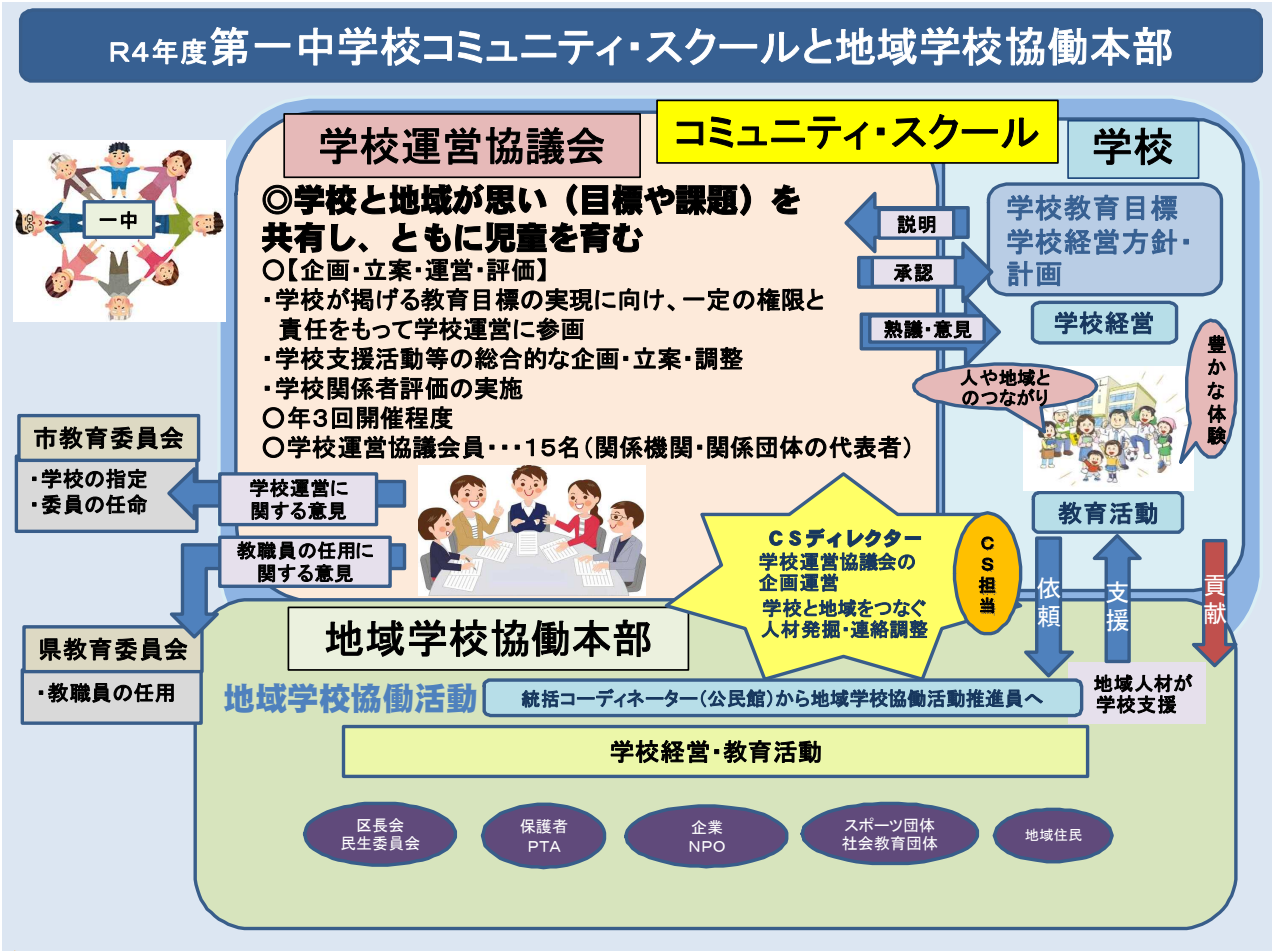 R4年度第一中学校コミュニティ・スクールと地域学校協働本部
一中
学校運営協議会
コミュニティ・スクール
学校
◎学校と地域が思い（目標や課題）を
共有し、ともに児童を育む
○【企画・立案・運営・評価】
・学校が掲げる教育目標の実現に向け、一定の権限と
責任をもって学校運営に参画
・学校支援活動等の総合的な企画・立案・調整
・学校関係者評価の実施
○年３回開催程度
○学校運営協議会員・・・１５名（関係機関・関係団体の代表者）
説明
承認
熟議・意見
学校教育目標
学校経営方針・
計画
学校経営
人や地域と
のつながり
豊かな体験
教育活動
市教育委員会
・学校の指定
・委員の任命
学校運営に
関する意見
教職員の任用に
関する意見
県教育委員会
・教職員の任用
ＣＳディレクター
学校運営協議会の
企画運営
学校と地域をつなぐ
人材発掘・連絡調整
ＣＳ担当
依頼
支援
貢献
地域学校協働本部
地域学校協働活動
統括コーディネーター（公民館）から地域学校協働活動推進員へ
地域人材が
学校支援
学校経営・教育活動
区長会
民生委員会
保護者
PTA
企業
NPO
スポーツ団体
社会教育団体
地域住民